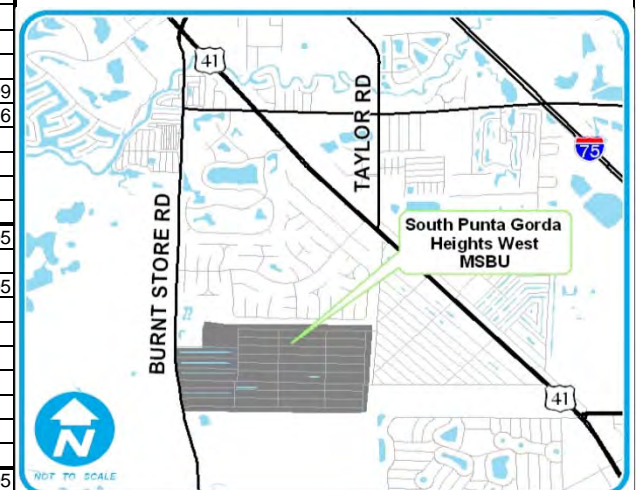 9
6
5
5
5
41
TAYLOR RD
75
BURNT STORE RD
South Punta Gorda
Heights West
MSBU
41
N
NOT TO SCALE